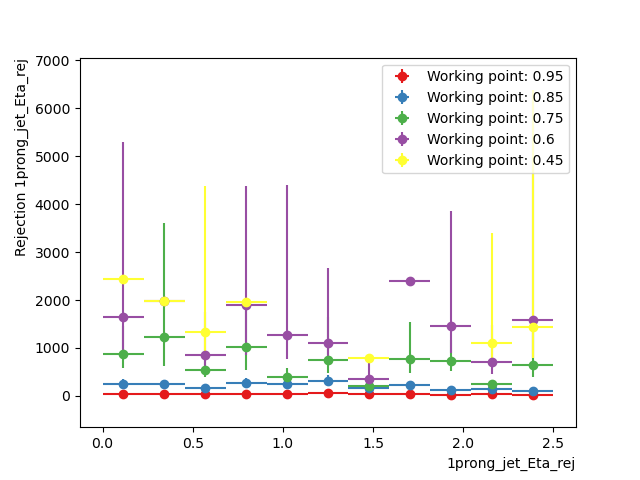 7000
6000
5000
4000
3000
2000
1000
0
Rejection 1prong_jet_Eta_rej
Working point: 0.95
Working point: 0.85
Working point: 0.75
Working point: 0.6
Working point: 0.45
0.0 0.5 1.0 1.5 2.0 2.5
1prong_jet_Eta_rej